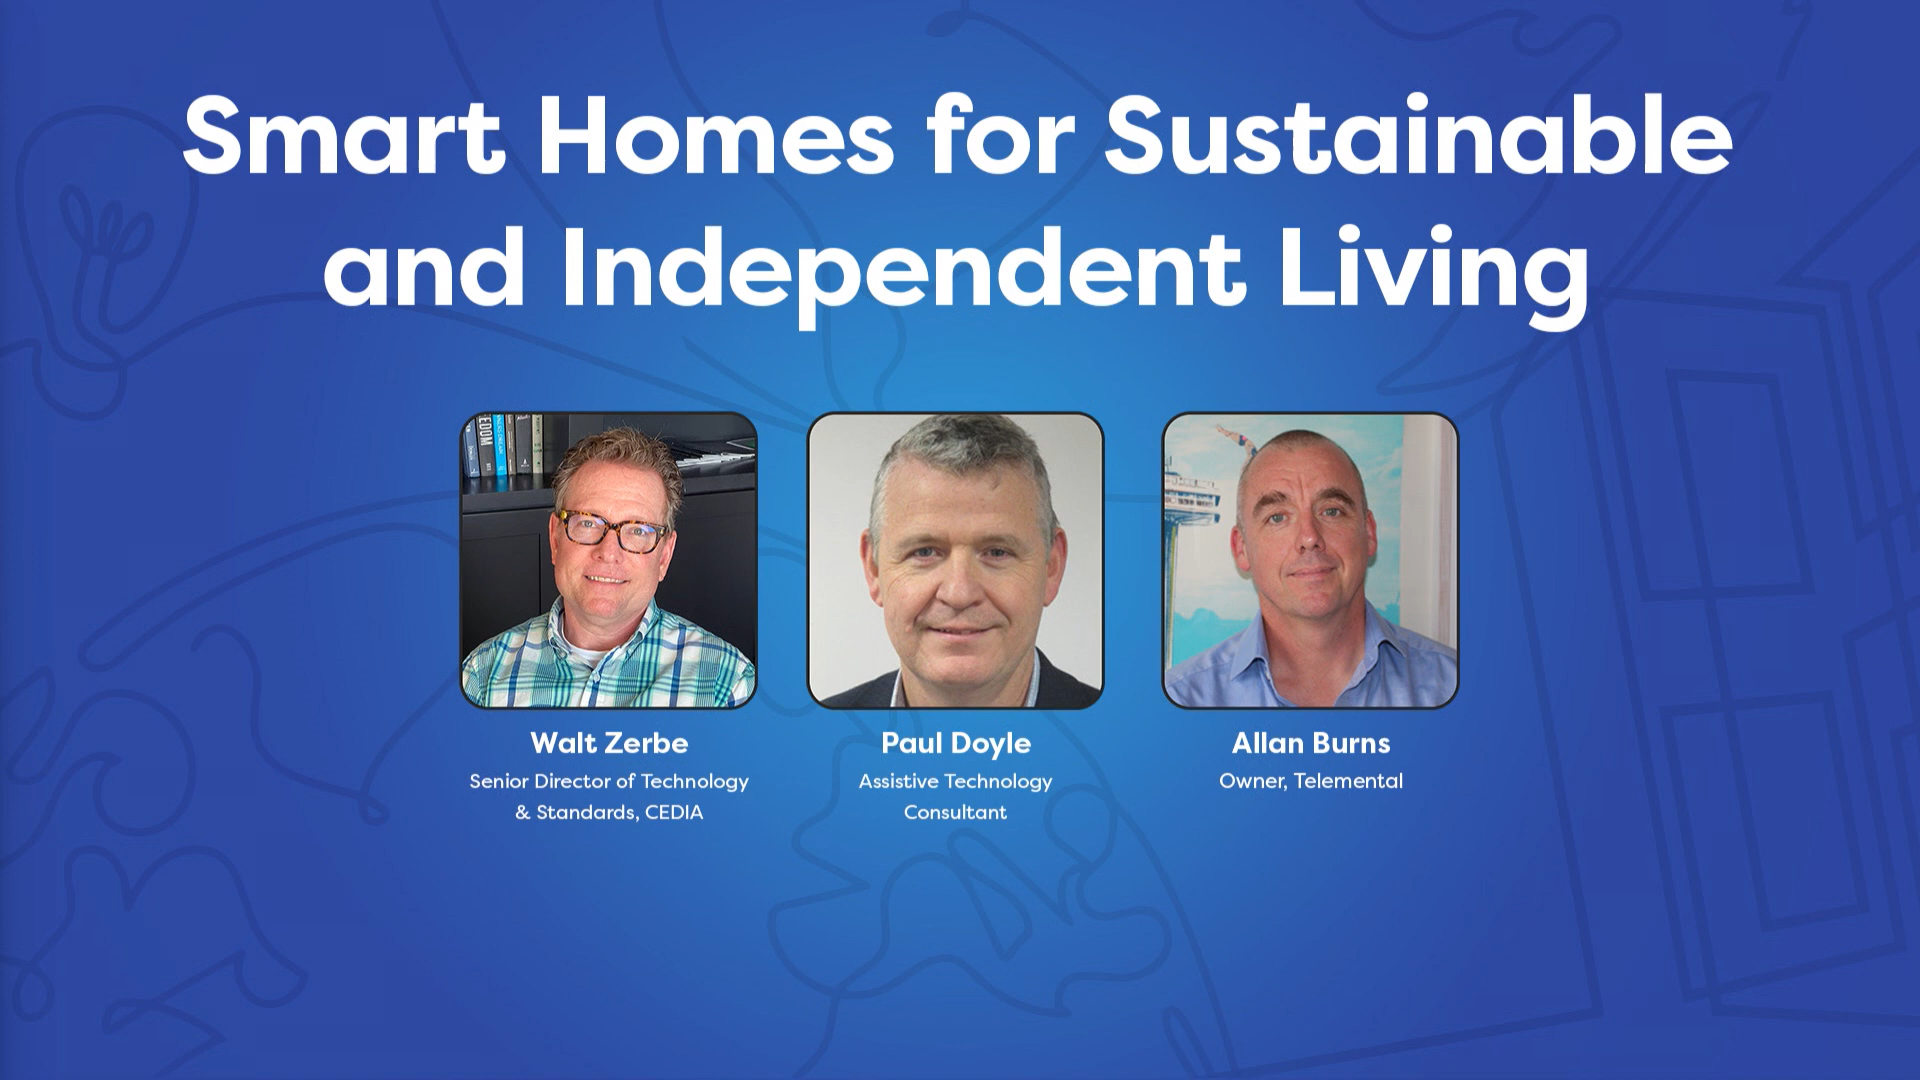 Smart Homes for Sustainable
and Independent Living
Walt Zerbe
Senior Director of Technology
& Standards, CEDIA
Paul Doyle
Assistive Technology
Consultant
Allan Burns
Owner, Telemental